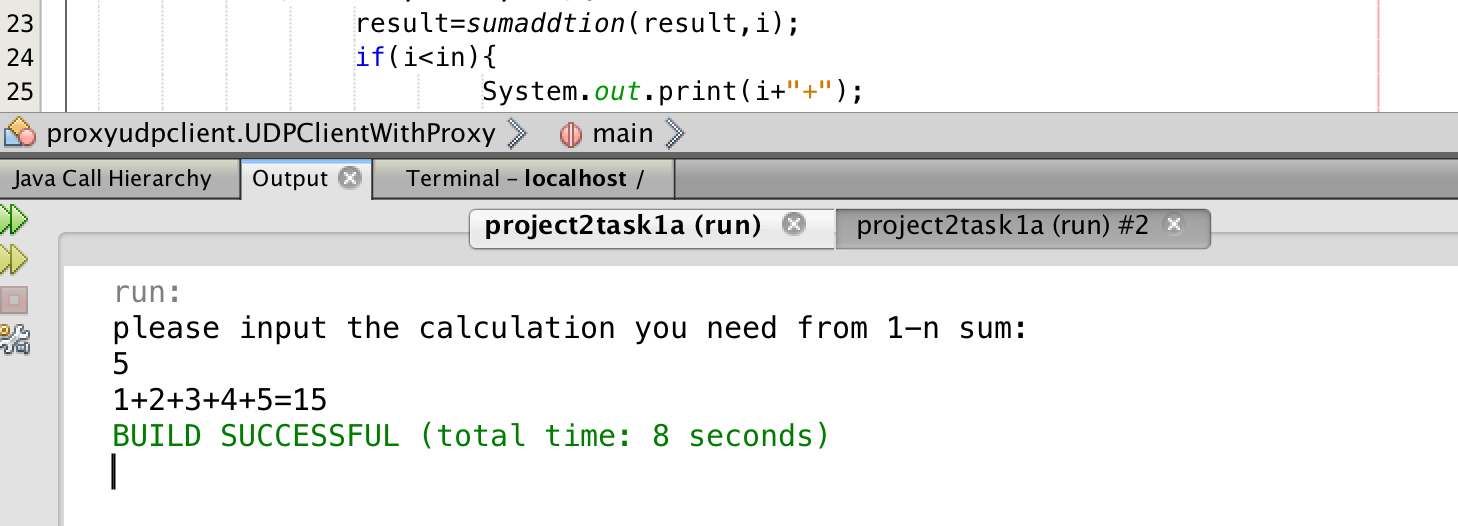 23 result=sumaddtion(result,i);
24 if(i<in){
25 System.out.print(i+"+");
proxyudpclient.UDPClientWithProxy main
Java Call Hierarchy Output Terminal – localhost /
project2task1a (run) project2task1a (run) #2
run:
please input the calculation you need from 1-n sum:
5
1+2+3+4+5=15
BUILD SUCCESSFUL (total time: 8 seconds)